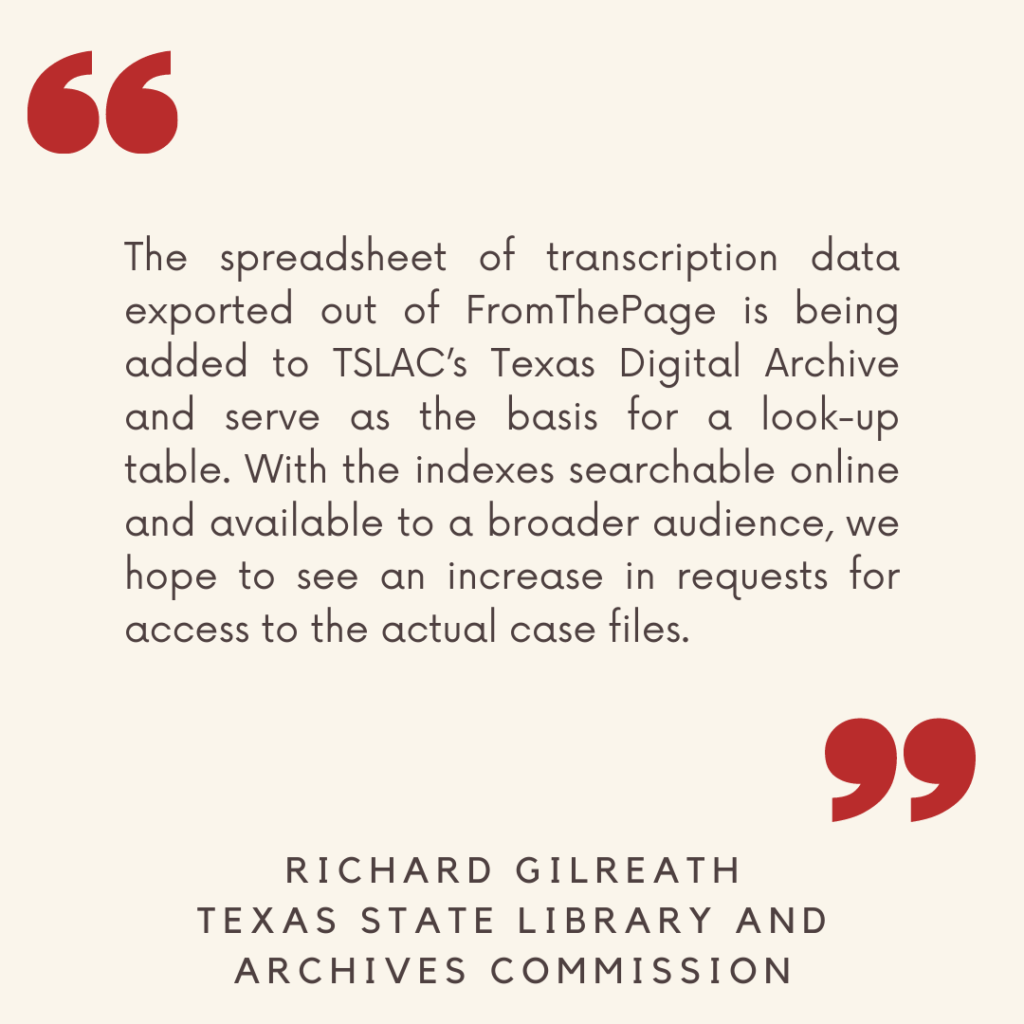 “
The spreadsheet of transcription data
exported out of FromThePage is being
added to TSLAC’s Texas Digital Archive
and serve as the basis for a look-up
table. With the indexes searchable online
and available to a broader audience, we
hope to see an increase in requests for
access to the actual case files.
”
RICHARD GILREATH
TEXAS STATE LIBRARY AND
ARCHIVES COMMISSION